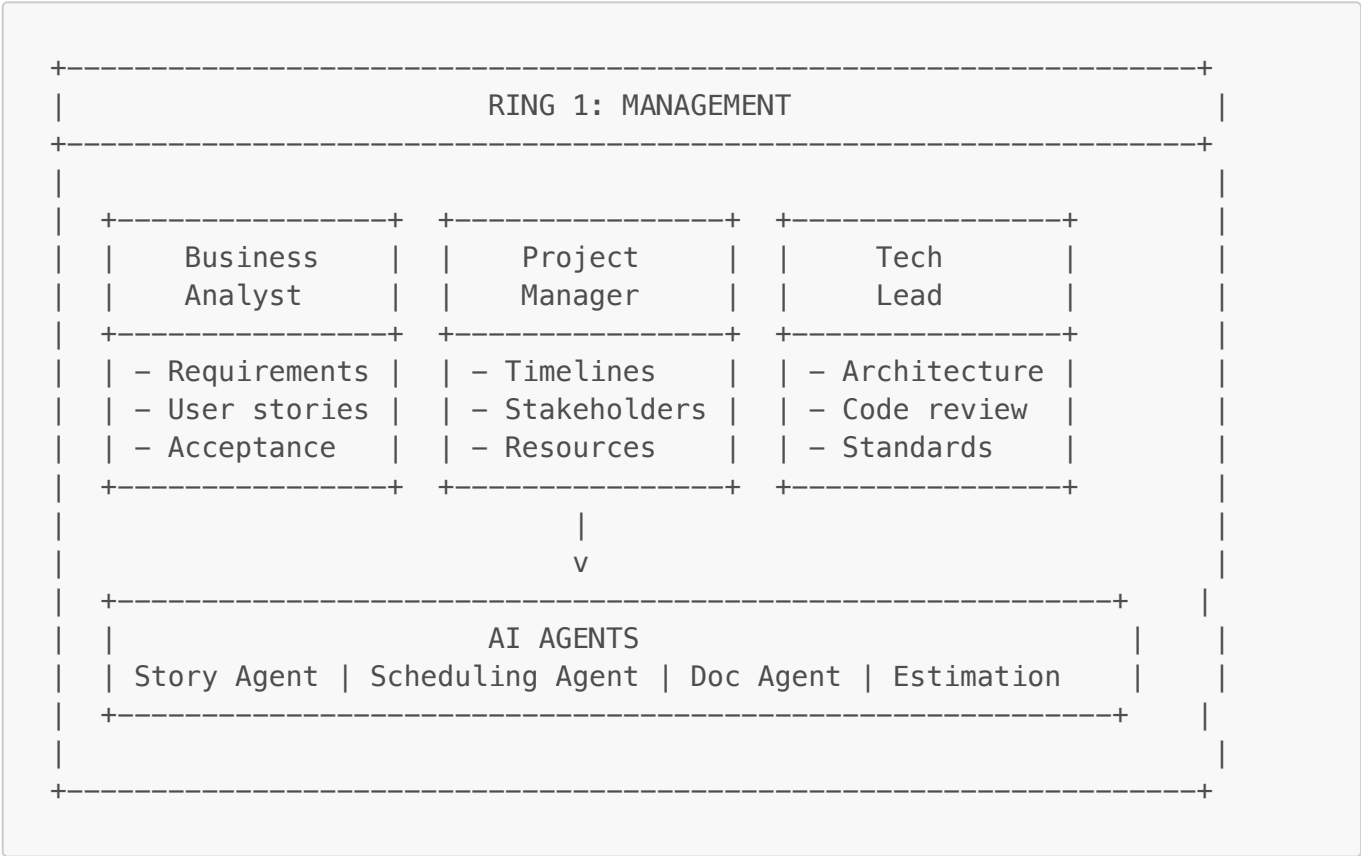 +———————————————————————————————————————————————————————————————————+
|                         RING 1: MANAGEMENT                         |
+———————————————————————————————————————————————————————————————————+
|                                                                    |
|  +————————————————+  +————————————————+  +————————————————+        |
|  |    Business    |  |    Project     |  |     Tech       |        |
|  |    Analyst     |  |    Manager     |  |     Lead       |        |
|  +————————————————+  +————————————————+  +————————————————+        |
|  | – Requirements |  | – Timelines    |  | – Architecture |        |
|  | – User stories |  | – Stakeholders |  | – Code review  |        |
|  | – Acceptance   |  | – Resources    |  | – Standards    |        |
|  +————————————————+  +————————————————+  +————————————————+        |
|                              |                                     |
|                              v                                     |
|  +———————————————————————————————————————————————————————————+    |
|  |                      AI AGENTS                             |    |
|  | Story Agent | Scheduling Agent | Doc Agent | Estimation    |    |
|  +———————————————————————————————————————————————————————————+    |
|                                                                    |
+———————————————————————————————————————————————————————————————————+